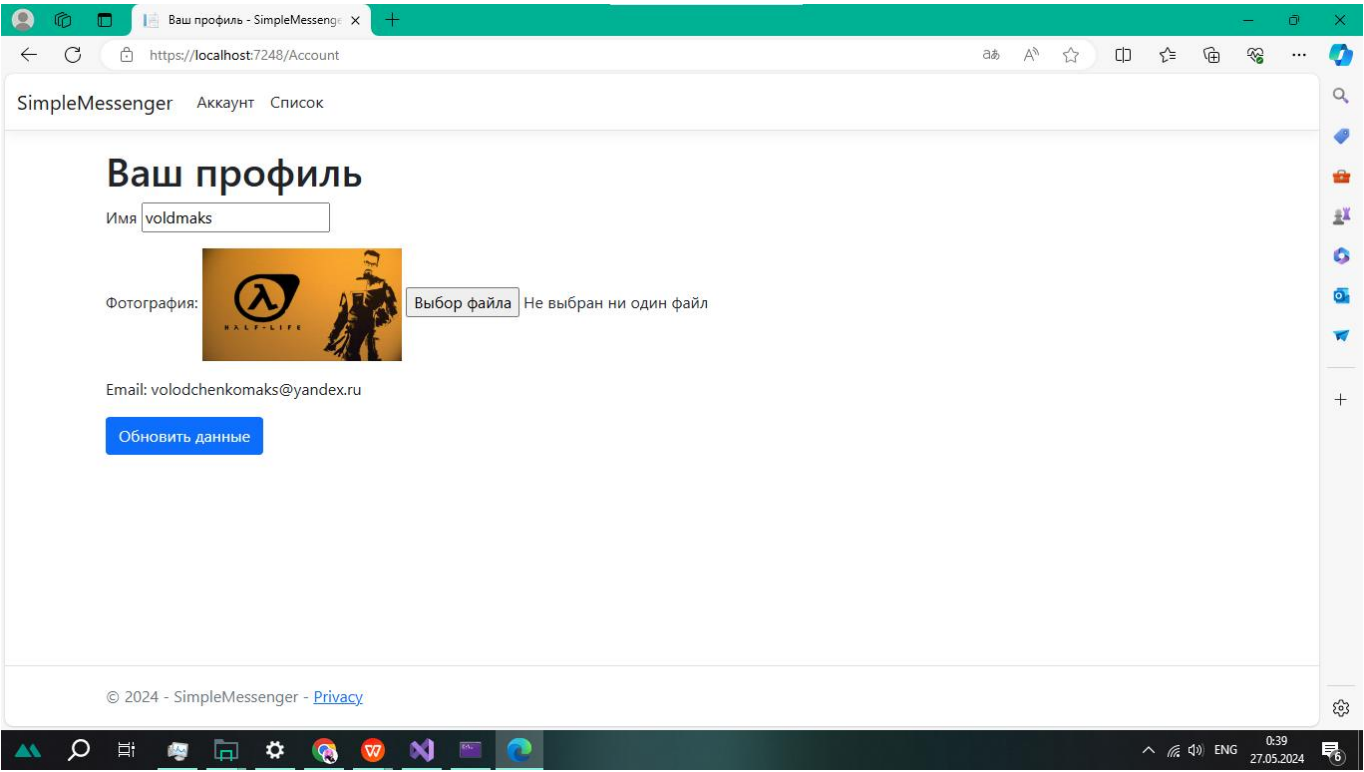 Ваш профиль - SimpleMessenge
https://localhost:7248/Account
SimpleMessenger Аккаунт Список
Ваш профиль
Имя voldmaks
HALF-LIFE
Фотография: Выбор файла Не выбран ни один файл
Email: volodchenkomaks@yandex.ru
Обновить данные
© 2024 - SimpleMessenger - Privacy
ENG
0:39
27.05.2024
6